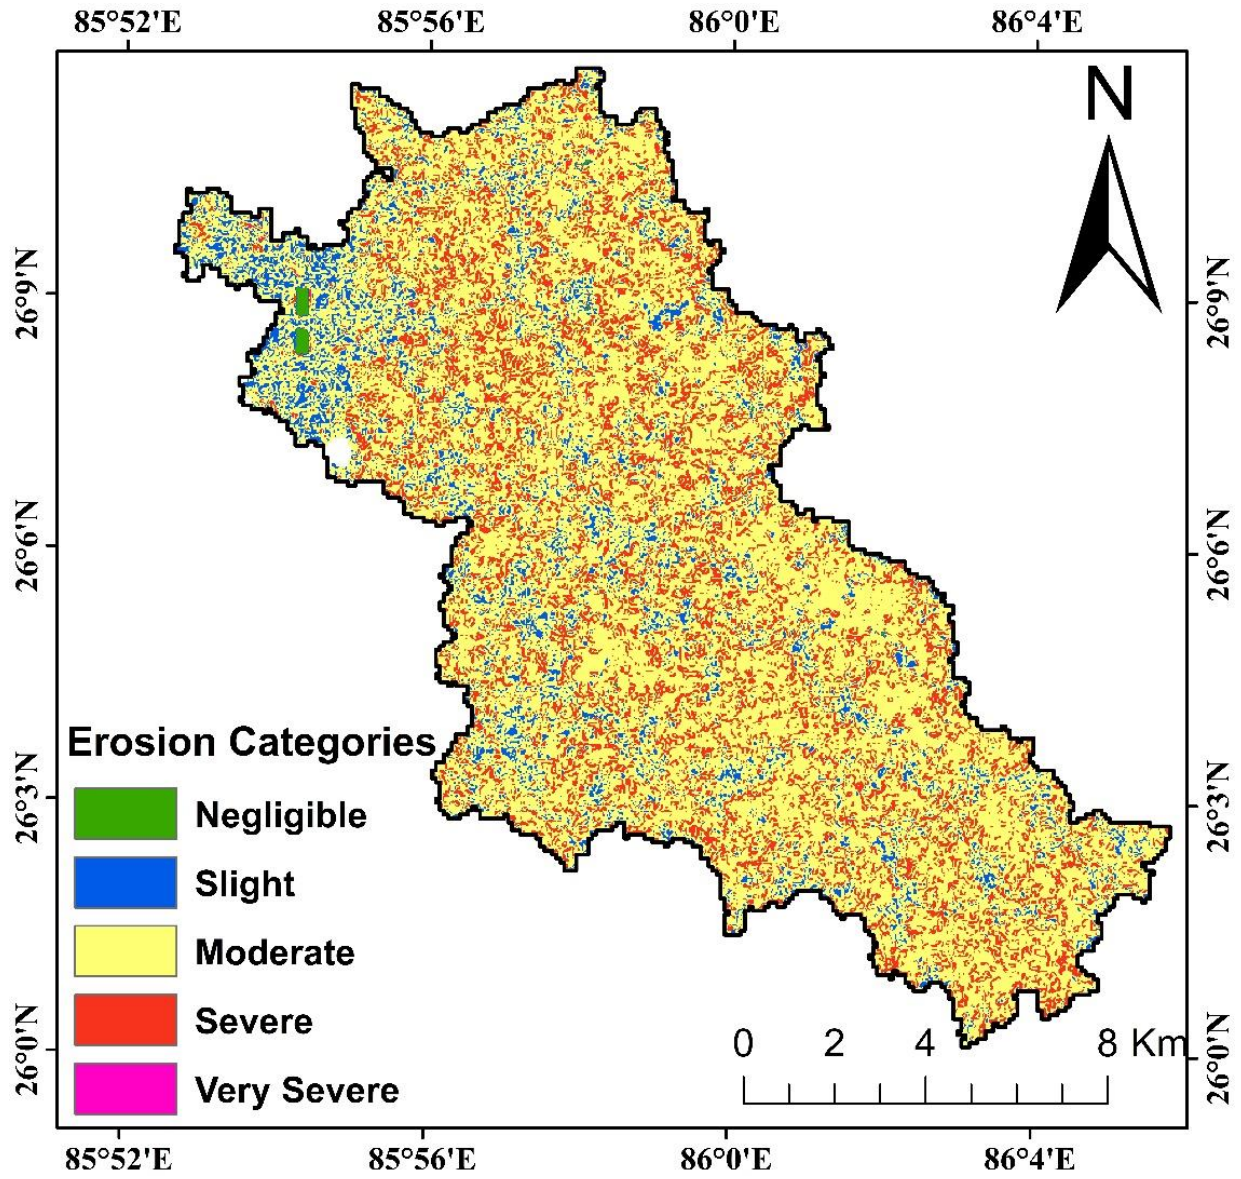 85°52'E 85°56'E 86°0'E 86°4'E
N
26°9'N 26°9'N
26°6'N 26°6'N
Erosion Categories
26°3'N 26°3'N
Negligible
Slight
Moderate
Severe
Very Severe
0 2 4 8 Km
26°0'N 26°0'N
85°52'E 85°56'E 86°0'E 86°4'E